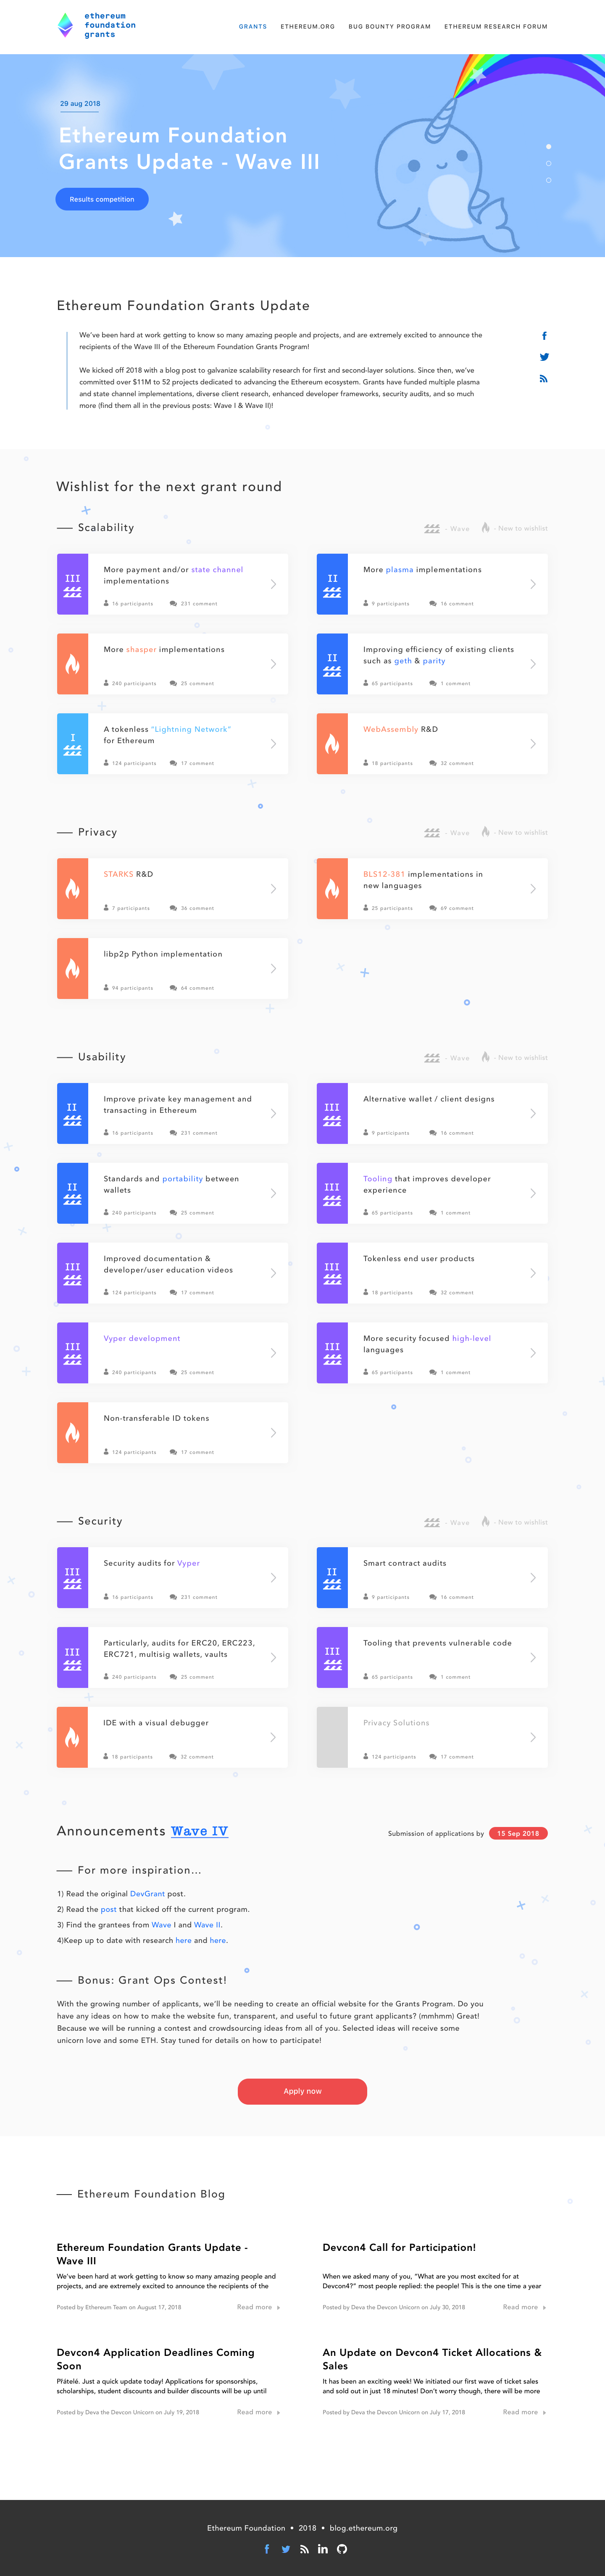 ethereum
foundation
grants
GRANTS
ETHEREUM.ORG
BUG BOUNTY PROGRAM
ETHEREUM RESEARCH FORUM
29 aug 2018
Ethereum Foundation
Grants Update - Wave III
Results competition
Ethereum Foundation Grants Update
We've been hard at work getting to know so many amazing people and projects, and are extremely excited to announce the
recipients of the Wave III of the Ethereum Foundation Grants Program!
We kicked off 2018 with a blog post to galvanize scalability research for first and second-layer solutions. Since then, we've
committed over $11M to 52 projects dedicated to advancing the Ethereum ecosystem. Grants have funded multiple plasma
and state channel implementations, diverse client research, enhanced developer frameworks, security audits, and so much
more (find them all in the previous posts: Wave I & Wave II)!
Wishlist for the next grant round
Scalability
- Wave
- New to wishlist
III
More payment and/or state channel
implementations
16 participants
231 comment
II
More plasma implementations
9 participants
16 comment
More shasper implementations
240 participants
25 comment
II
Improving efficiency of existing clients
such as geth & parity
65 participants
1 comment
I
A tokenless "Lightning Network"
for Ethereum
124 participants
17 comment
WebAssembly R&D
18 participants
32 comment
Privacy
- Wave
- New to wishlist
STARKS R&D
7 participants
36 comment
BLS12-381 implementations in
new languages
25 participants
69 comment
libp2p Python implementation
94 participants
64 comment
Usability
- Wave
- New to wishlist
II
Improve private key management and
transacting in Ethereum
16 participants
231 comment
III
Alternative wallet / client designs
9 participants
16 comment
II
Standards and portability between
wallets
240 participants
25 comment
III
Tooling that improves developer
experience
65 participants
1 comment
III
Improved documentation &
developer/user education videos
124 participants
17 comment
III
Tokenless end user products
18 participants
32 comment
III
Vyper development
240 participants
25 comment
III
More security focused high-level
languages
65 participants
1 comment
Non-transferable ID tokens
124 participants
17 comment
Security
- Wave
- New to wishlist
III
Security audits for Vyper
16 participants
231 comment
II
Smart contract audits
9 participants
16 comment
III
Particularly, audits for ERC20, ERC223,
ERC721, multisig wallets, vaults
240 participants
25 comment
III
Tooling that prevents vulnerable code
65 participants
1 comment
IDE with a visual debugger
18 participants
32 comment
Privacy Solutions
124 participants
17 comment
Announcements Wave IV
Submission of applications by 15 Sep 2018
For more inspiration...
1) Read the original DevGrant post.
2) Read the post that kicked off the current program.
3) Find the grantees from Wave I and Wave II.
4)Keep up to date with research here and here.
Bonus: Grant Ops Contest!
With the growing number of applicants, we'll be needing to create an official website for the Grants Program. Do you
have any ideas on how to make the website fun, transparent, and useful to future grant applicants? (mmhmm) Great!
Because we will be running a contest and crowdsourcing ideas from all of you. Selected ideas will receive some
unicorn love and some ETH. Stay tuned for details on how to participate!
Apply now
Ethereum Foundation Blog
Ethereum Foundation Grants Update -
Wave III
We've been hard at work getting to know so many amazing people and
projects, and are extremely excited to announce the recipients of the
Posted by Ethereum Team on August 17, 2018
Read more
Devcon4 Call for Participation!
When we asked many of you, "What are you most excited for at
Devcon4?" most people replied: the people! This is the one time a year
Posted by Deva the Devcon Unicorn on July 30, 2018
Read more
Devcon4 Application Deadlines Coming
Soon
Přátelé. Just a quick update today! Applications for sponsorships,
scholarships, student discounts and builder discounts will be up until
Posted by Deva the Devcon Unicorn on July 19, 2018
Read more
An Update on Devcon4 Ticket Allocations &
Sales
It has been an exciting week! We initiated our first wave of ticket sales
and sold out in just 18 minutes! Don't worry though, there will be more
Posted by Deva the Devcon Unicorn on July 17, 2018
Read more
Ethereum Foundation • 2018 • blog.ethereum.org